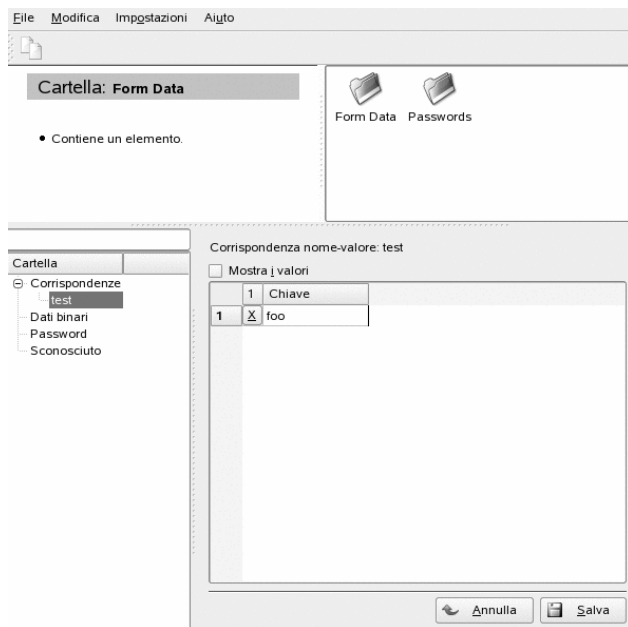 File Modifica Impostazioni Aiuto
Cartella: Form Data
• Contiene un elemento.
Form Data Passwords
Corrispondenza nome-valore: test
Mostra i valori
Cartella
Corrispondenze
test
Dati binari
Password
Sconosciuto
1 Chiave
1 X foo
Annulla Salva